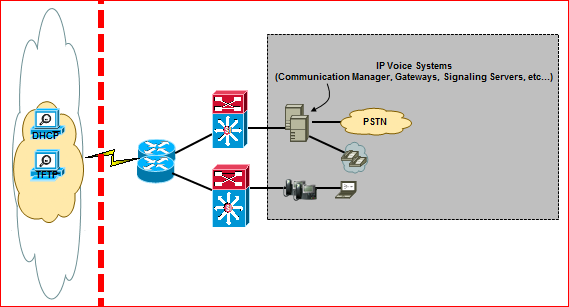 IP Voice Systems
(Communication Manager, Gateways, Signaling Servers, etc...)
DHCP
PSTN
TFTP